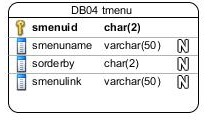 DB04 tmenu
smenuid char(2)
smenuname varchar(50) N
sorderby char(2) N
smenulink varchar(50) N